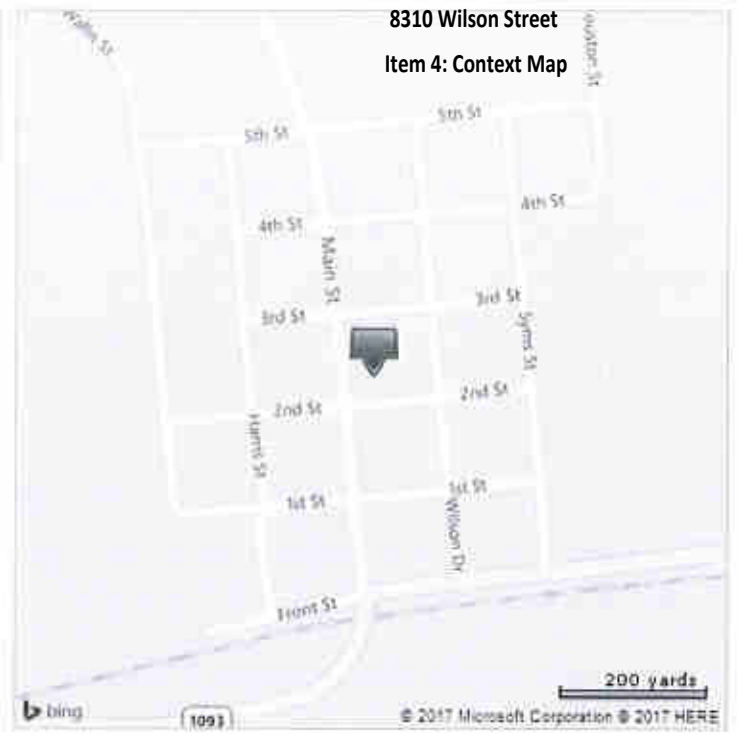 8310 Wilson Street
Item 4: Context Map
5th St
5th St
4th St
4th St
Main St
3rd St
3rd St
Syms St
2nd St
2nd St
Harris St
1st St
1st St
Wilson Dr
Front St
200 yards
bing
1093
© 2017 Microsoft Corporation © 2017 HERE